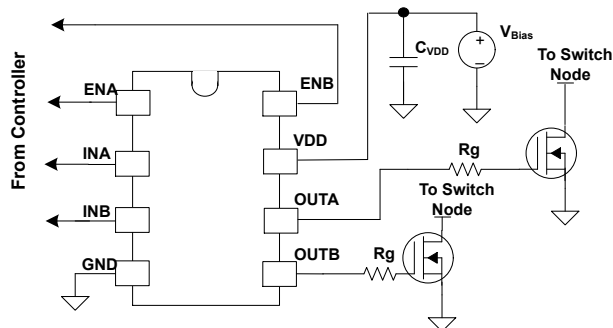 From Controller
ENA
INA
INB
GND
ENB
VDD
OUTA
OUTB
CVDD
VBias
+
−
To Switch
Node
Rg
To Switch
Node
Rg